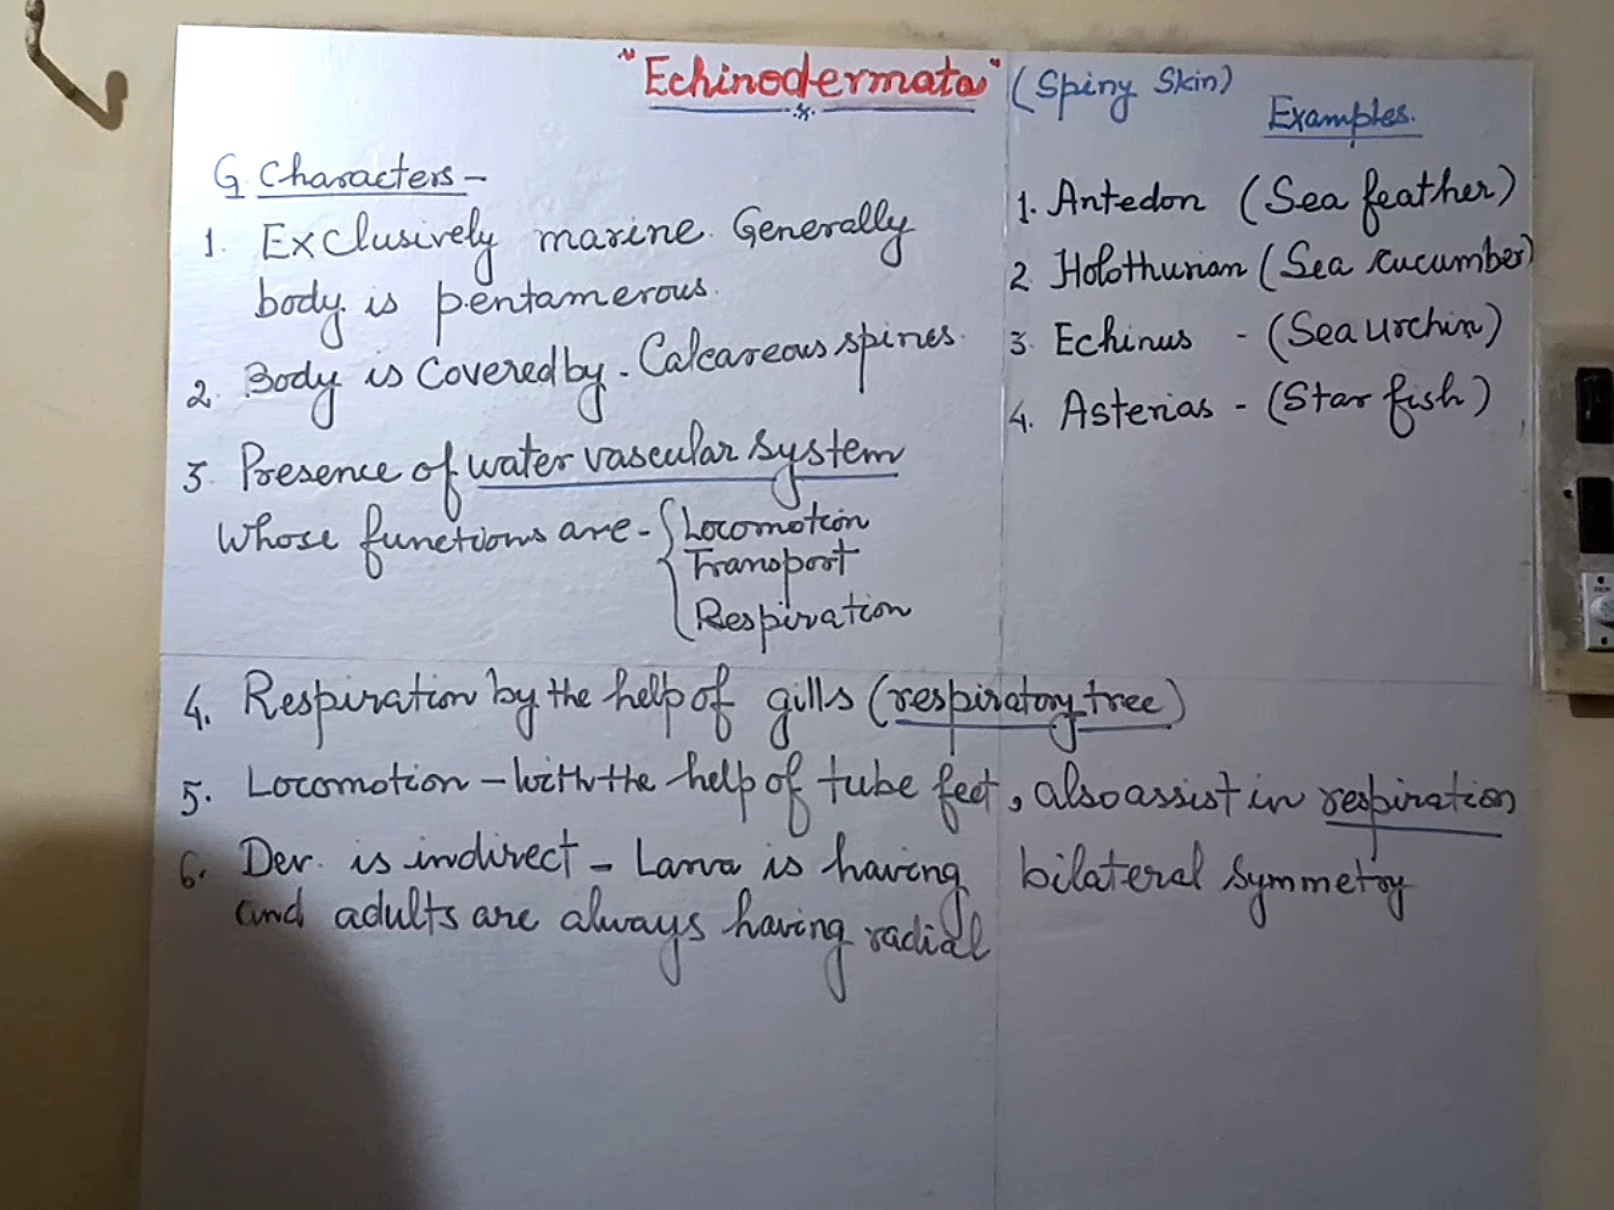 "Echinodermata" (Spiny Skin)
Examples.
G. Characters -
1. Exclusively marine. Generally
body is pentamerous.
2. Body is Covered by - Calcareous spines.
3. Presence of water vascular system
Whose functions are - { Locomotion
Transport
Respiration
1. Antedon (Sea feather)
2. Holothurian (Sea cucumber)
3. Echinus - (Sea urchin)
4. Asterias - (Star fish)
4. Respiration by the help of gills (respiratory tree)
5. Locomotion - with the help of tube feet, also assist in respiration
6. Dev. is indirect - Larva is having bilateral symmetry
and adults are always having radial